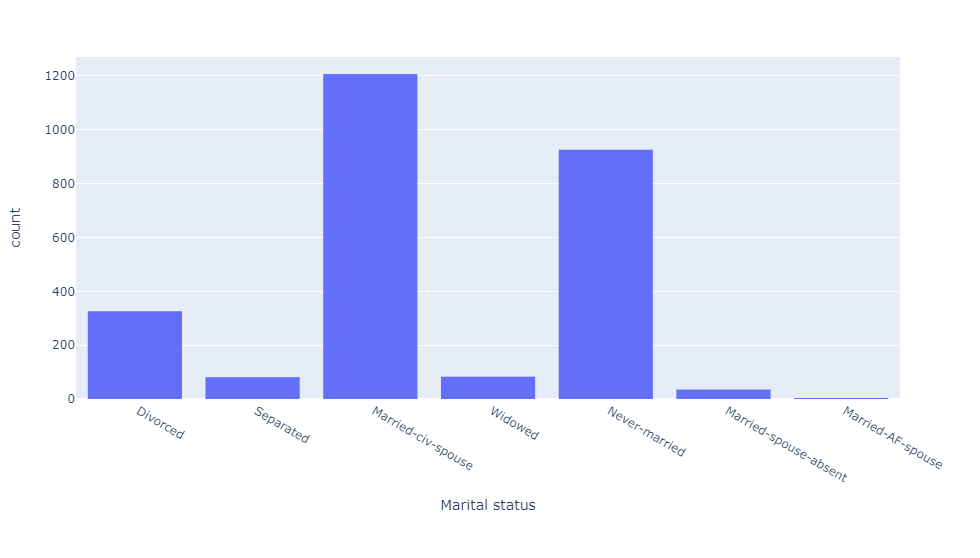 1200
1000
800
600
400
200
0
count
Divorced
Separated
Married-civ-spouse
Widowed
Never-married
Married-spouse-absent
Married-AF-spouse
Marital status